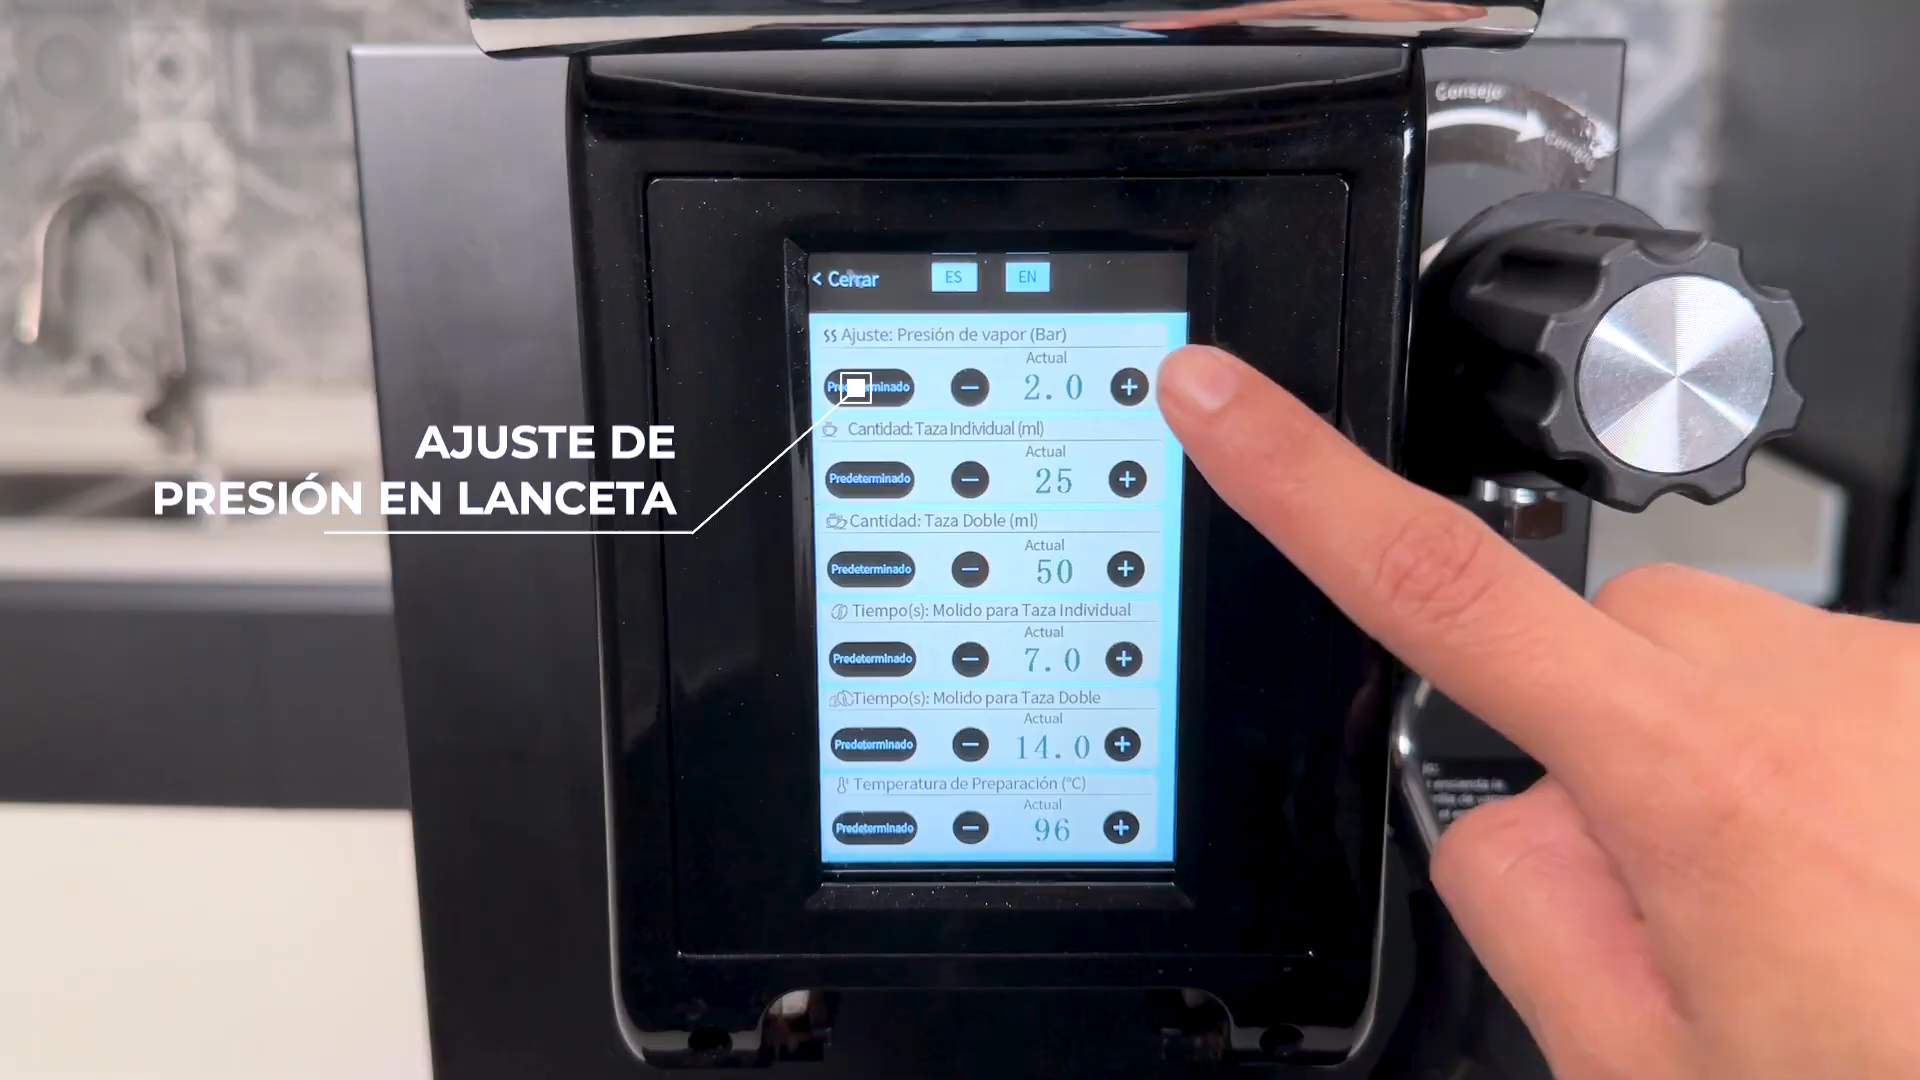 Consejo
< Cerrar
ES
EN
Ajuste: Presión de vapor (Bar)
Actual
Predeterminado
2.0
Cantidad: Taza Individual (ml)
Actual
Predeterminado
25
Cantidad: Taza Doble (ml)
Actual
Predeterminado
50
Tiempo(s): Molido para Taza Individual
Actual
Predeterminado
7.0
Tiempo(s): Molido para Taza Doble
Actual
Predeterminado
14.0
Temperatura de Preparación (°C)
Actual
Predeterminado
96
AJUSTE DE
PRESIÓN EN LANCETA